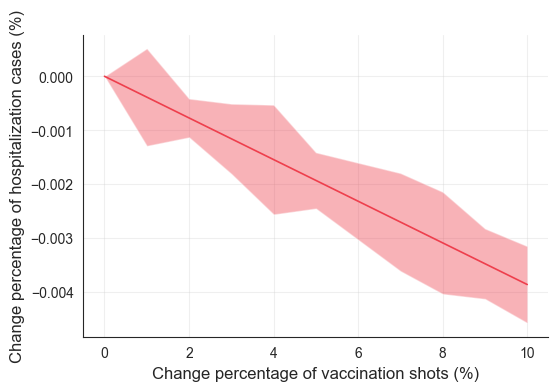 Change percentage of hospitalization cases (%)
0.000
−0.001
−0.002
−0.003
−0.004
0 2 4 6 8 10
Change percentage of vaccination shots (%)